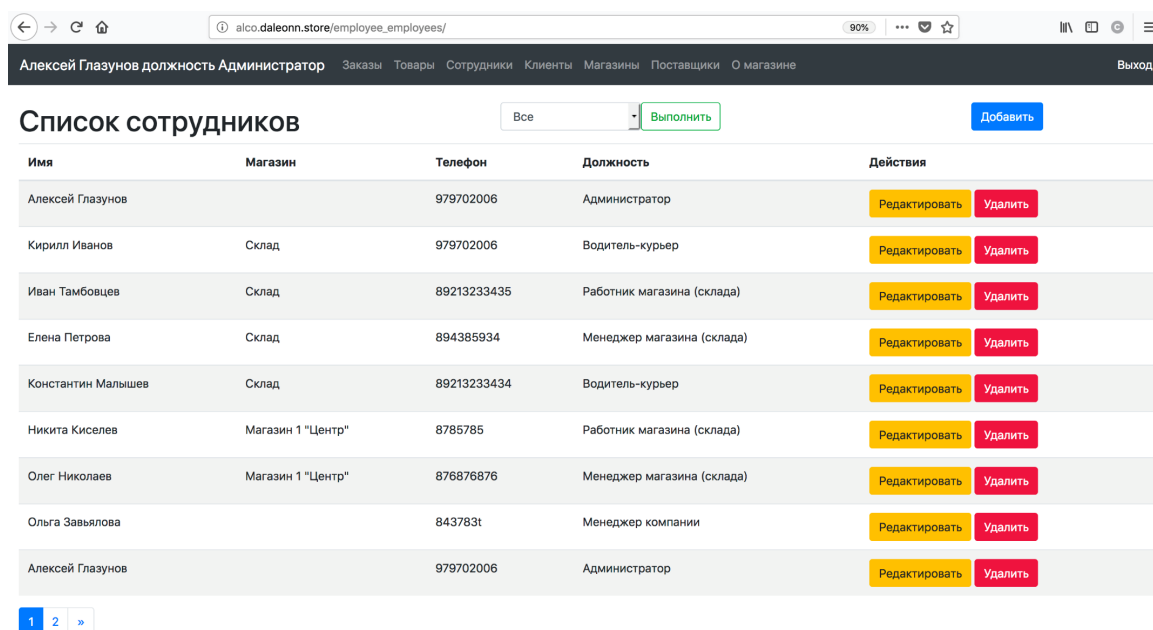 alco.daleonn.store/employee_employees/ 90%
Алексей Глазунов должность Администратор Заказы Товары Сотрудники Клиенты Магазины Поставщики О магазине Выход
Список сотрудников Все Выполнить Добавить
Имя Магазин Телефон Должность Действия
Алексей Глазунов 979702006 Администратор Редактировать Удалить
Кирилл Иванов Склад 979702006 Водитель-курьер Редактировать Удалить
Иван Тамбовцев Склад 89213233435 Работник магазина (склада) Редактировать Удалить
Елена Петрова Склад 894385934 Менеджер магазина (склада) Редактировать Удалить
Константин Малышев Склад 89213233434 Водитель-курьер Редактировать Удалить
Никита Киселев Магазин 1 "Центр" 8785785 Работник магазина (склада) Редактировать Удалить
Олег Николаев Магазин 1 "Центр" 876876876 Менеджер магазина (склада) Редактировать Удалить
Ольга Завьялова 843783t Менеджер компании Редактировать Удалить
Алексей Глазунов 979702006 Администратор Редактировать Удалить
1 2 »